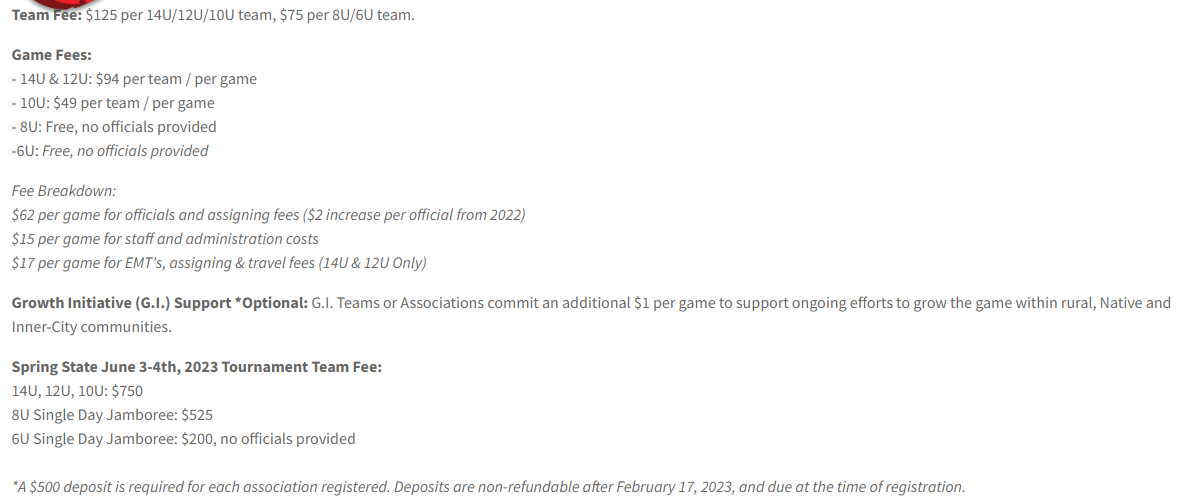 Team Fee: $125 per 14U/12U/10U team, $75 per 8U/6U team.
Game Fees:
- 14U & 12U: $94 per team / per game
- 10U: $49 per team / per game
- 8U: Free, no officials provided
-6U: Free, no officials provided
Fee Breakdown:
$62 per game for officials and assigning fees ($2 increase per official from 2022)
$15 per game for staff and administration costs
$17 per game for EMT's, assigning & travel fees (14U & 12U Only)
Growth Initiative (G.I.) Support *Optional: G.I. Teams or Associations commit an additional $1 per game to support ongoing efforts to grow the game within rural, Native and
Inner-City communities.
Spring State June 3-4th, 2023 Tournament Team Fee:
14U, 12U, 10U: $750
8U Single Day Jamboree: $525
6U Single Day Jamboree: $200, no officials provided
*A $500 deposit is required for each association registered. Deposits are non-refundable after February 17, 2023, and due at the time of registration.